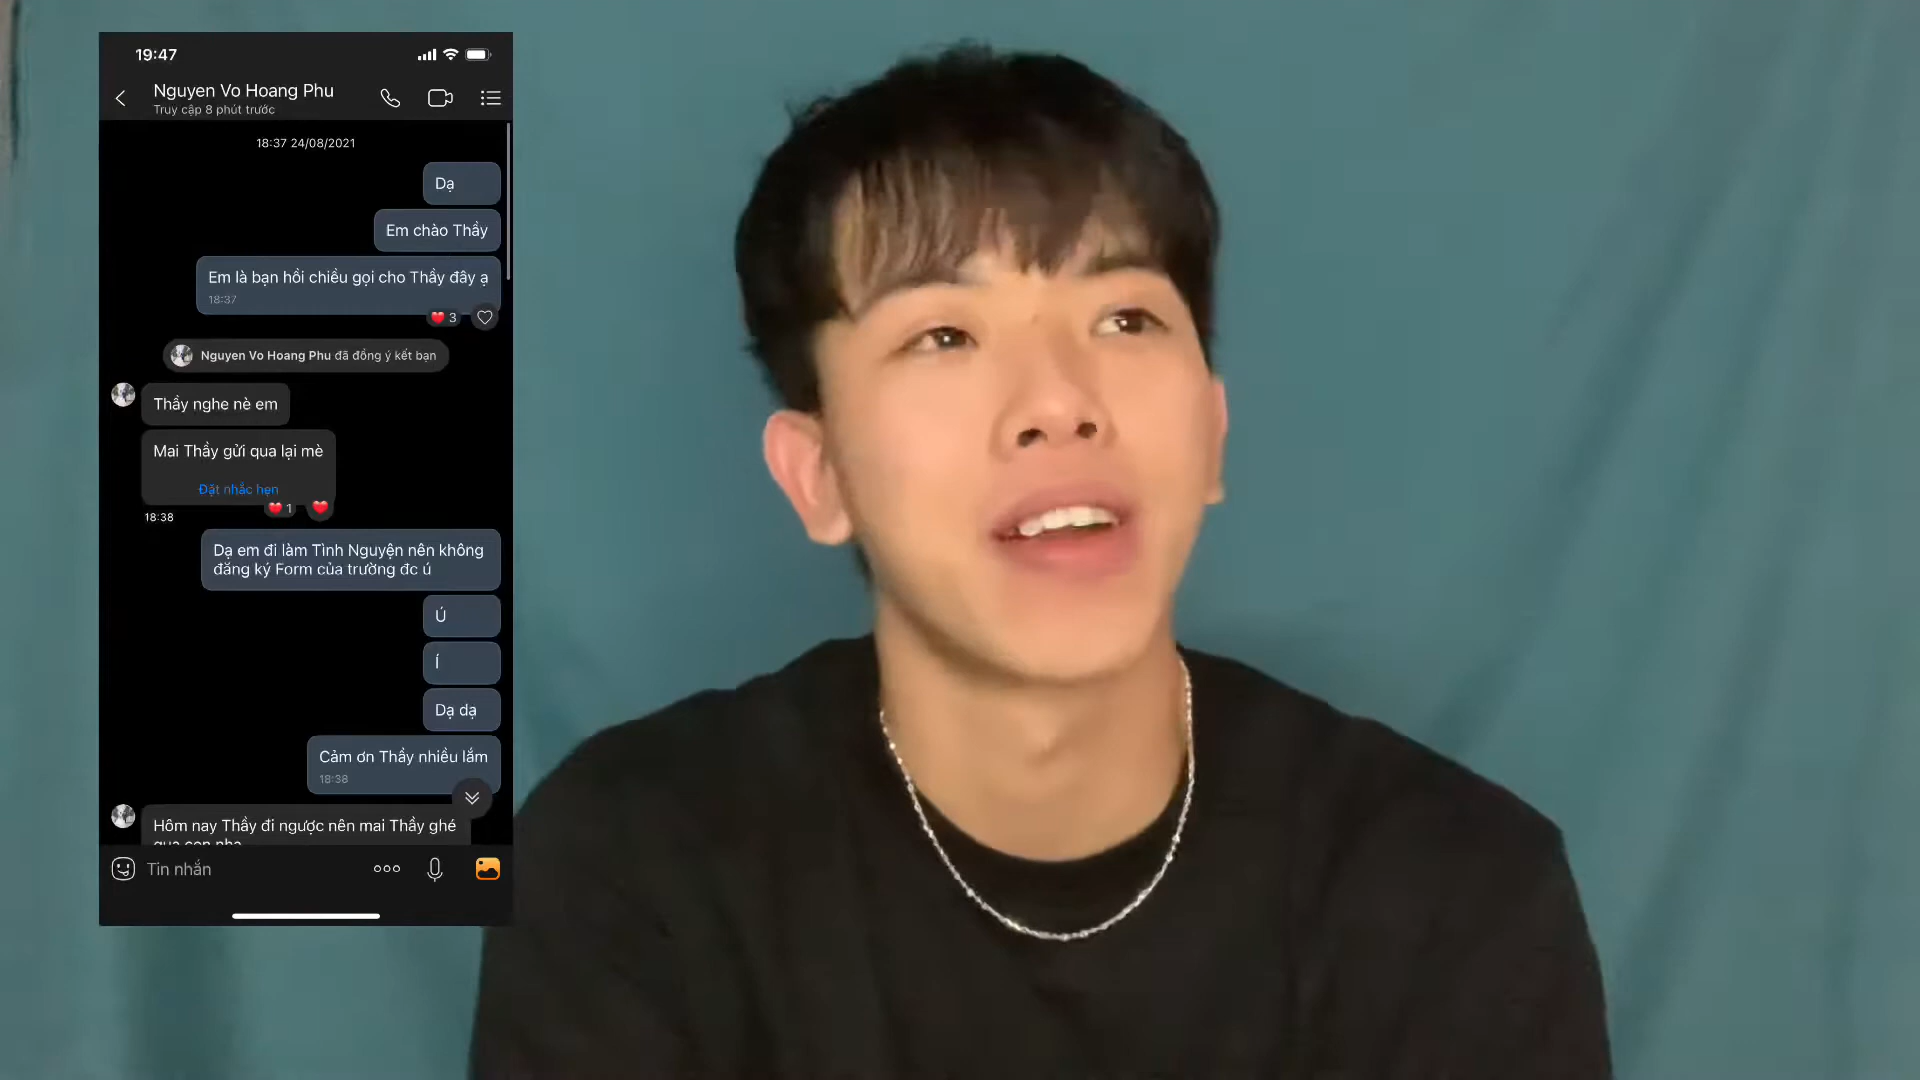 19:47
Nguyen Vo Hoang Phu
Truy cập 8 phút trước
18:37 24/08/2021
Dạ
Em chào Thầy
Em là bạn hồi chiều gọi cho Thầy đây ạ
18:37
3
Nguyen Vo Hoang Phu đã đồng ý kết bạn
Thầy nghe nè em
Mai Thầy gửi qua lại mè
Đặt nhắc hẹn
1
18:38
Dạ em đi làm Tình Nguyện nên không
đăng ký Form của trường đc ú
Ú
Í
Dạ dạ
Cảm ơn Thầy nhiều lắm
18:38
Hôm nay Thầy đi ngược nên mai Thầy ghé
qua con nha
Tin nhắn